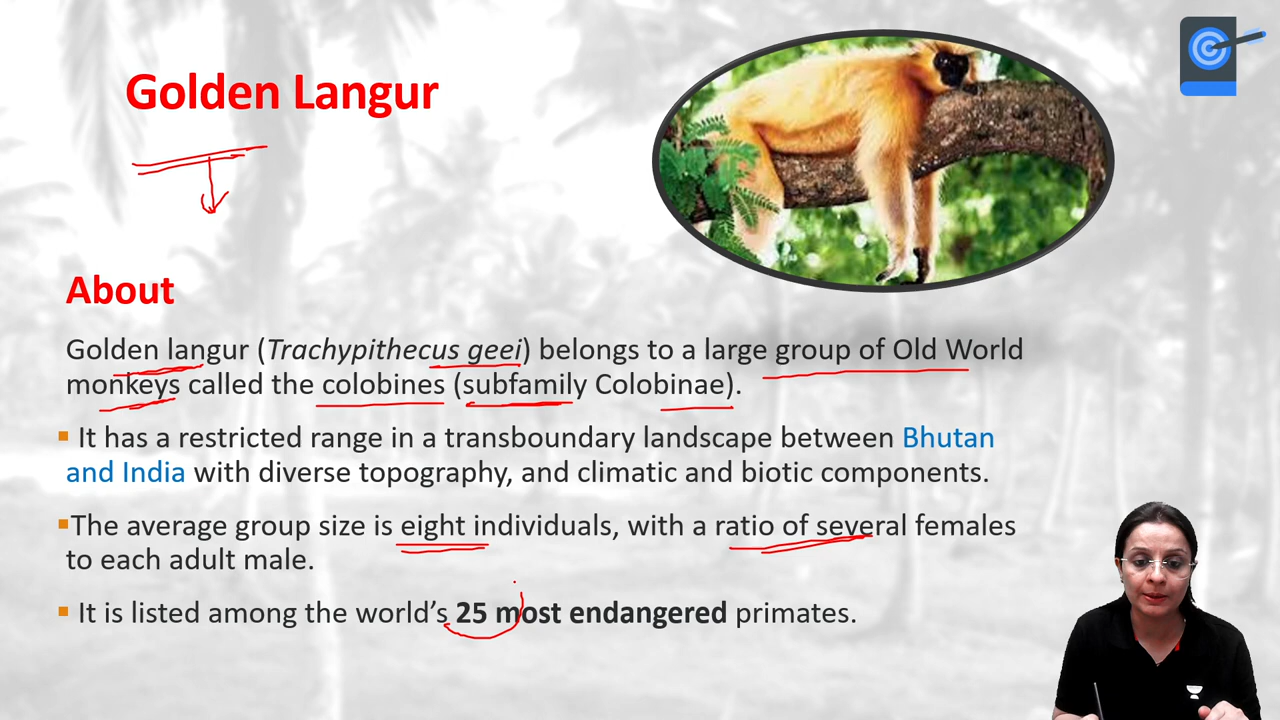 Golden Langur
About
Golden langur (Trachypithecus geei) belongs to a large group of Old World
monkeys called the colobines (subfamily Colobinae).
▪ It has a restricted range in a transboundary landscape between Bhutan
and India with diverse topography, and climatic and biotic components.
▪The average group size is eight individuals, with a ratio of several females
to each adult male.
▪ It is listed among the world’s 25 most endangered primates.